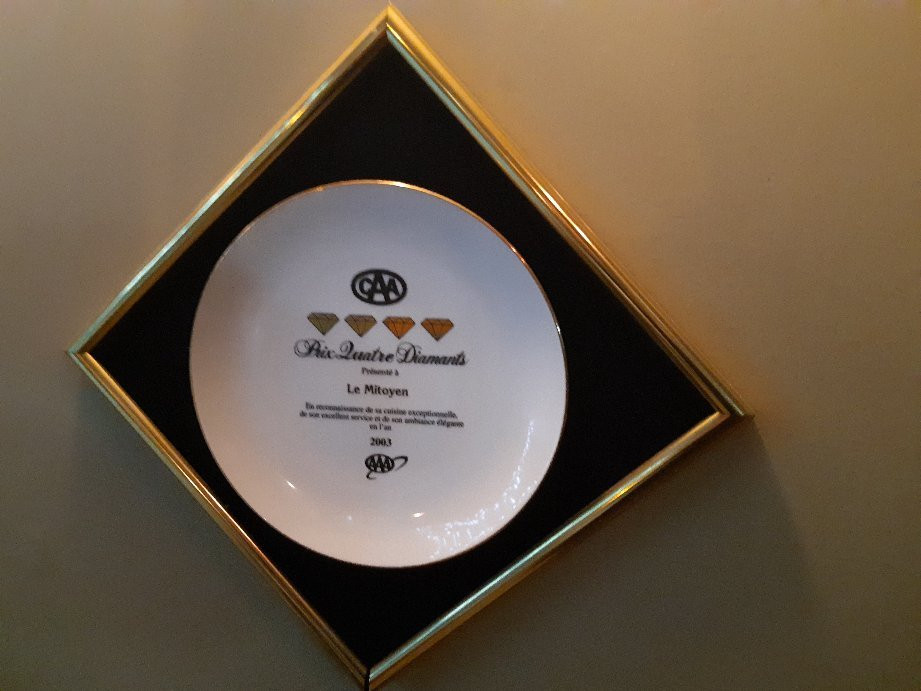 CAA
Prix Quatre Diamants
Présenté à
Le Mitoyen
En reconnaissance de sa cuisine exceptionnelle,
de son excellent service et de son ambiance élégante
en l'an
2003
AAA